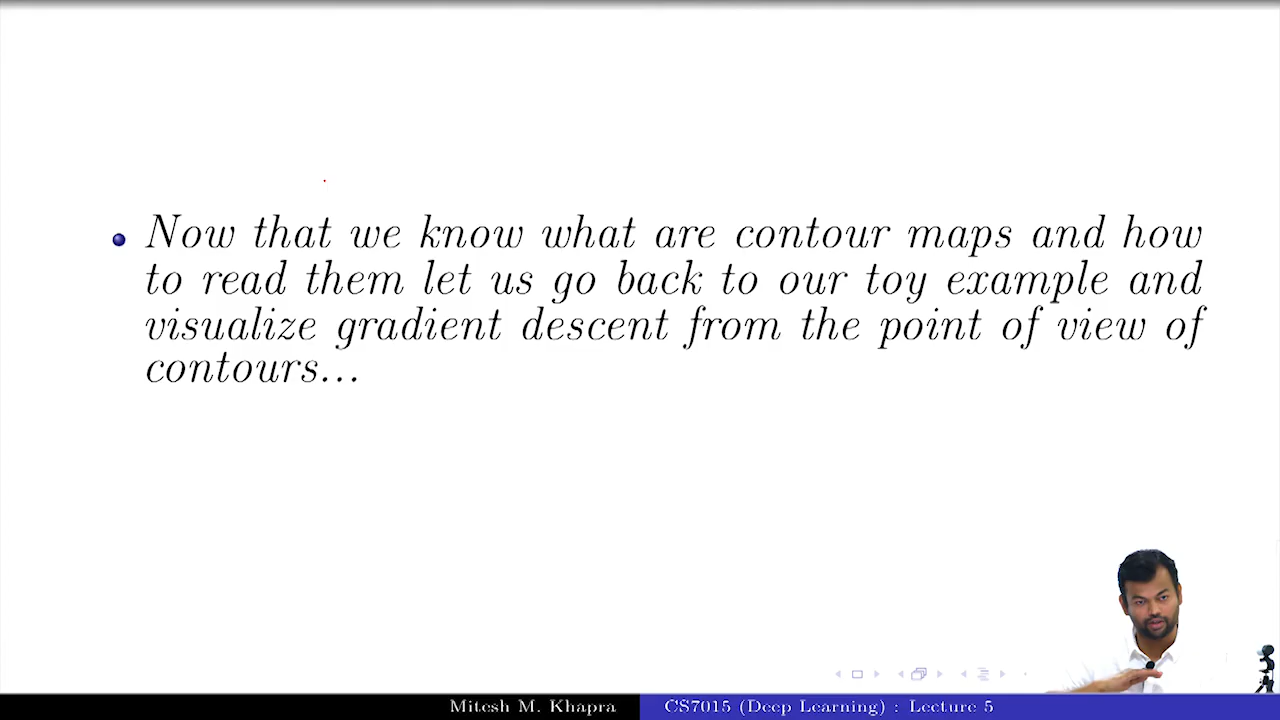 Now that we know what are contour maps and how
to read them let us go back to our toy example and
visualize gradient descent from the point of view of
contours...
Mitesh M. Khapra
CS7015 (Deep Learning) : Lecture 5